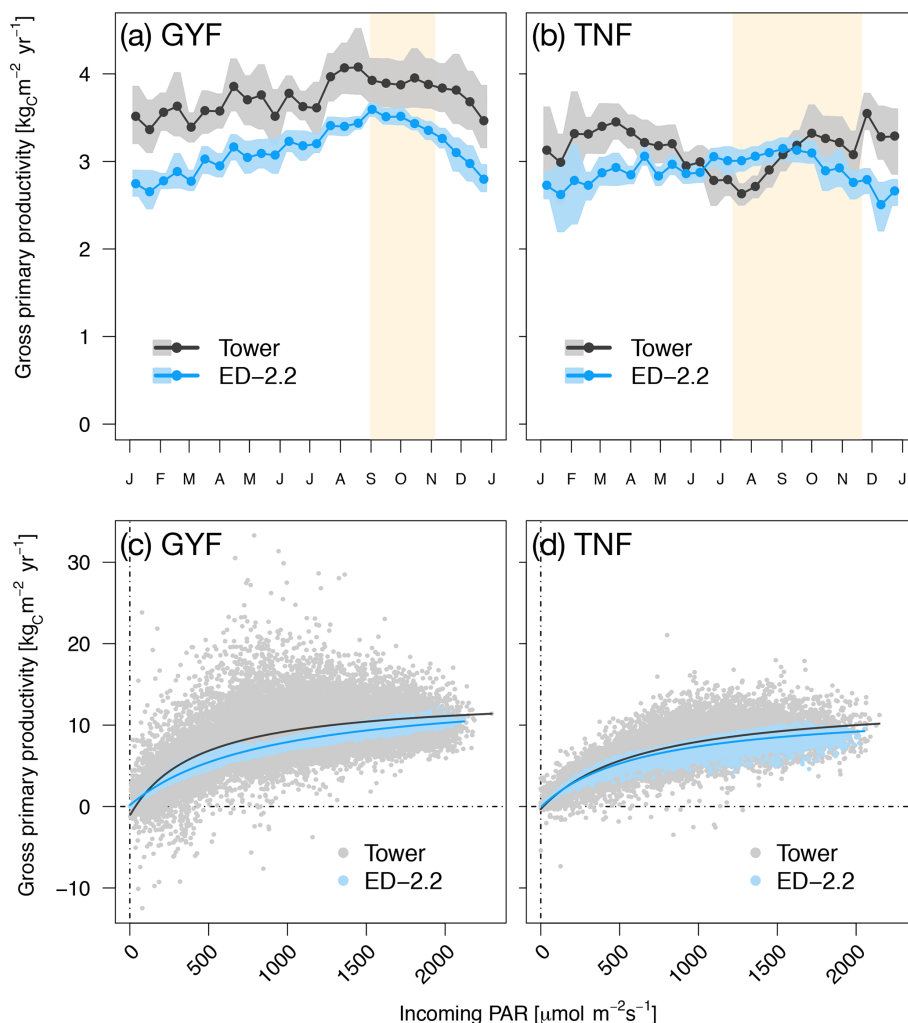 (a) GYF
(b) TNF
Gross primary productivity [kg_C m⁻² yr⁻¹]
4
3
2
1
0
Tower
ED−2.2
Tower
ED−2.2
J F M A M J J A S O N D J
J F M A M J J A S O N D J
(c) GYF
(d) TNF
Gross primary productivity [kg_C m⁻² yr⁻¹]
30
20
10
0
−10
Tower
ED−2.2
Tower
ED−2.2
0 500 1000 1500 2000
0 500 1000 1500 2000
Incoming PAR [µmol m⁻²s⁻¹]